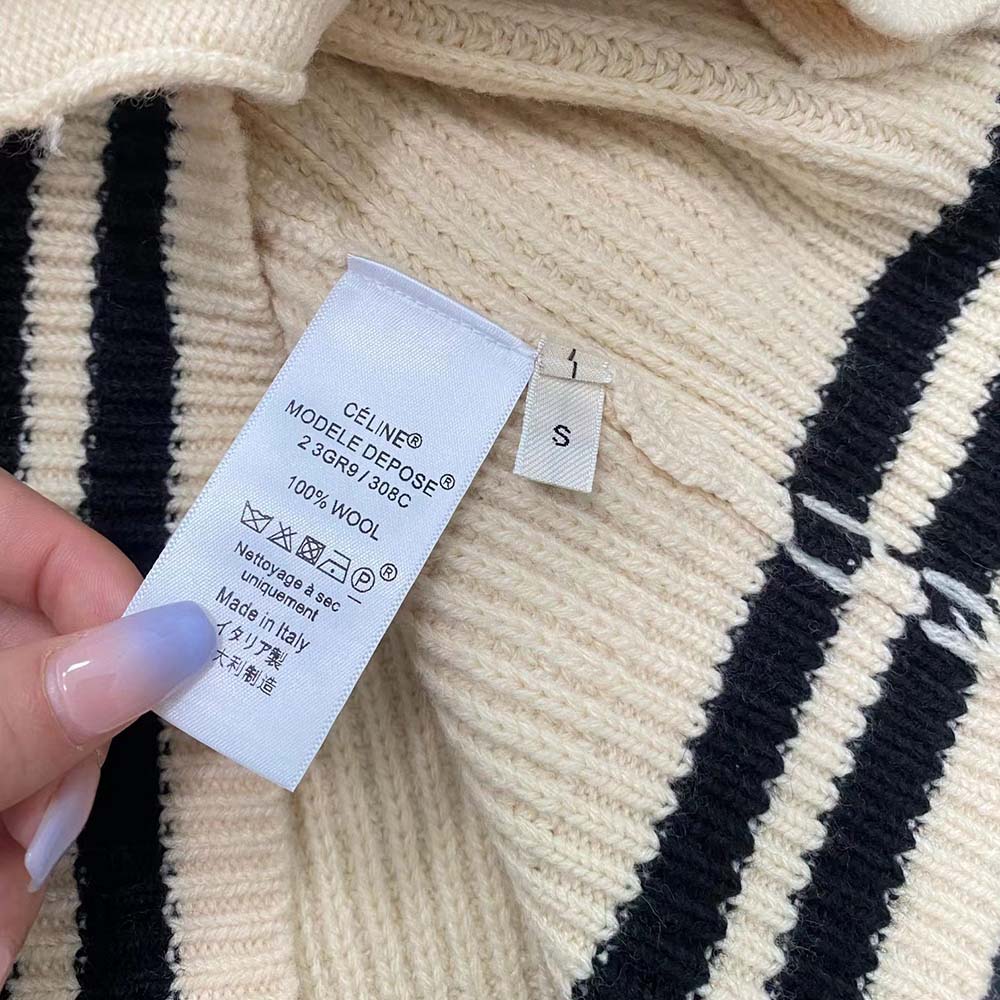 CÉLINE®
MODELE DEPOSE®
2 3GR9 / 308C
100% WOOL
P®
Nettoyage à sec
uniquement
Made in Italy
イタリア製
大利制造
S